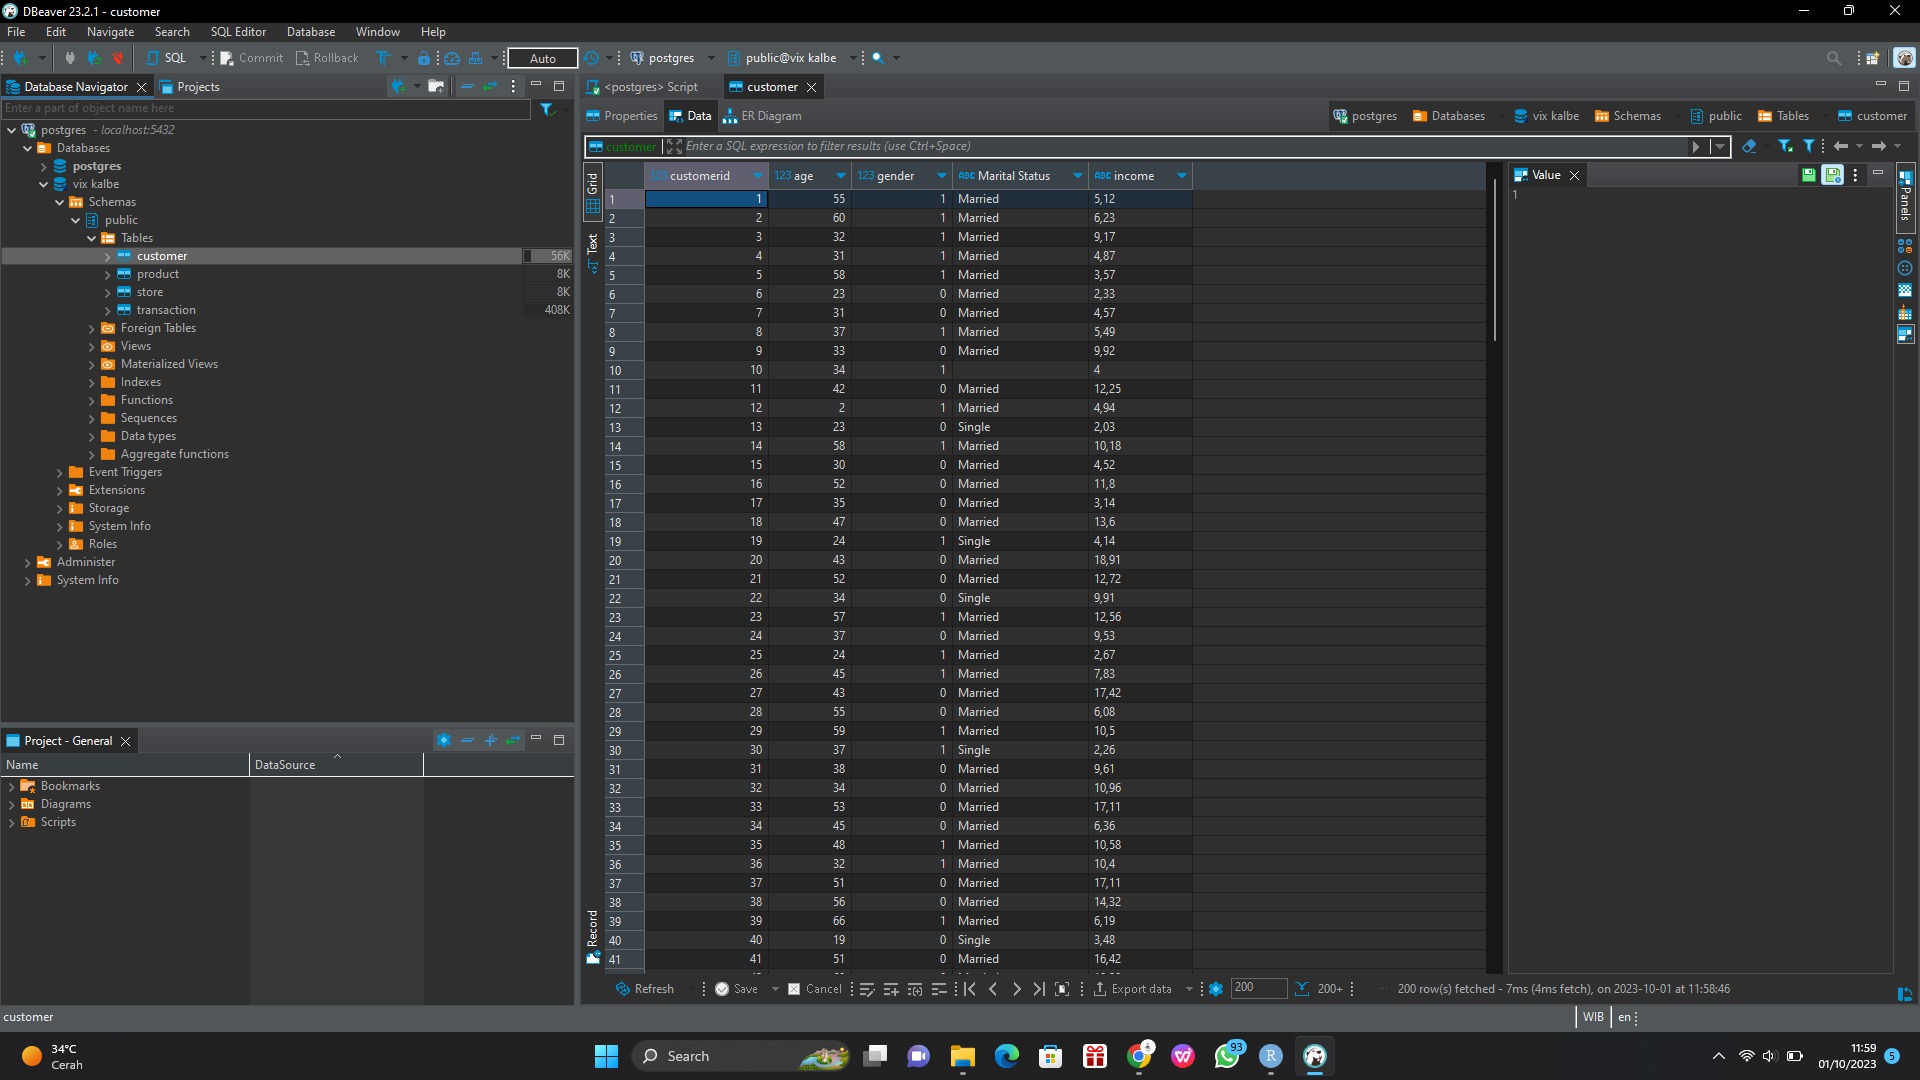 DBeaver 23.2.1 - customer
File Edit Navigate Search SQL Editor Database Window Help
SQL Commit Rollback Auto postgres public@vix kalbe
Database Navigator Projects
<postgres> Script customer
Enter a part of object name here
Properties Data ER Diagram postgres Databases vix kalbe Schemas public Tables customer
customer Enter a SQL expression to filter results (use Ctrl+Space)
postgres - localhost:5432
Databases
postgres
vix kalbe
Schemas
public
Tables
customer 56K
product 8K
store 8K
transaction 408K
Foreign Tables
Views
Materialized Views
Indexes
Functions
Sequences
Data types
Aggregate functions
Event Triggers
Extensions
Storage
System Info
Roles
Administer
System Info
Project - General
Name DataSource
Bookmarks
Diagrams
Scripts
Grid
Text
Record
123 customerid 123 age 123 gender ABC Marital Status ABC income
1 1 55 1 Married 5,12
2 2 60 1 Married 6,23
3 3 32 1 Married 9,17
4 4 31 1 Married 4,87
5 5 58 1 Married 3,57
6 6 23 0 Married 2,33
7 7 31 0 Married 4,57
8 8 37 1 Married 5,49
9 9 33 0 Married 9,92
10 10 34 1 4
11 11 42 0 Married 12,25
12 12 2 1 Married 4,94
13 13 23 0 Single 2,03
14 14 58 1 Married 10,18
15 15 30 0 Married 4,52
16 16 52 0 Married 11,8
17 17 35 0 Married 3,14
18 18 47 0 Married 13,6
19 19 24 1 Single 4,14
20 20 43 0 Married 18,91
21 21 52 0 Married 12,72
22 22 34 0 Single 9,91
23 23 57 1 Married 12,56
24 24 37 0 Married 9,53
25 25 24 1 Married 2,67
26 26 45 1 Married 7,83
27 27 43 0 Married 17,42
28 28 55 0 Married 6,08
29 29 59 1 Married 10,5
30 30 37 1 Single 2,26
31 31 38 0 Married 9,61
32 32 34 0 Married 10,96
33 33 53 0 Married 17,11
34 34 45 0 Married 6,36
35 35 48 1 Married 10,58
36 36 32 1 Married 10,4
37 37 51 0 Married 17,11
38 38 56 0 Married 14,32
39 39 66 1 Married 6,19
40 40 19 0 Single 3,48
41 41 51 0 Married 16,42
Value
1
Panels
Refresh Save Cancel Export data 200 200+ 200 row(s) fetched - 7ms (4ms fetch), on 2023-10-01 at 11:58:46
customer WIB en
34°C
Cerah
Search
4
93
R
11:59
01/10/2023
5